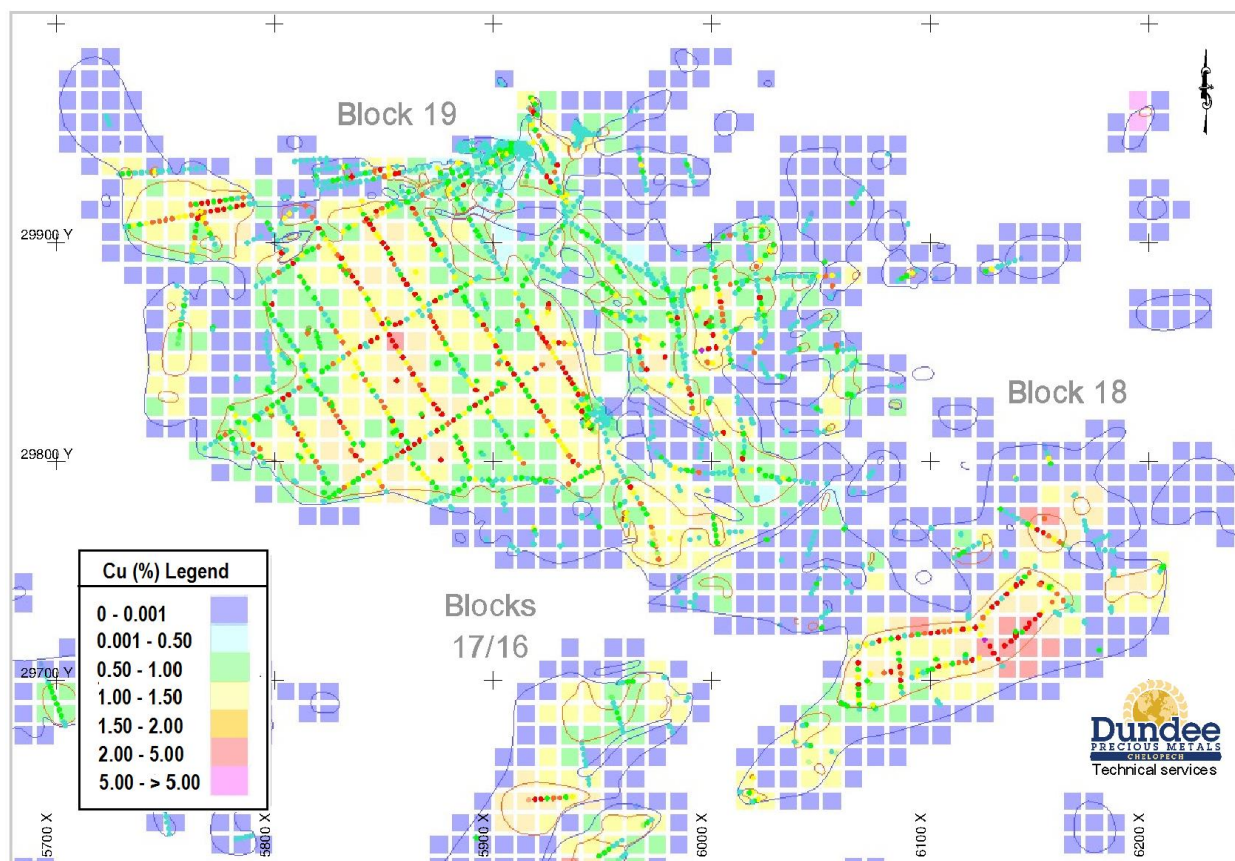 Block 19
29900 Y
Block 18
29800 Y
Cu (%) Legend
0 - 0.001
0.001 - 0.50
0.50 - 1.00
1.00 - 1.50
1.50 - 2.00
2.00 - 5.00
5.00 - > 5.00
Blocks
17/16
29700 Y
Dundee
PRECIOUS METALS
CHELOPECH
Technical services
5700 X
5800 X
5900 X
6000 X
6100 X
6200 X